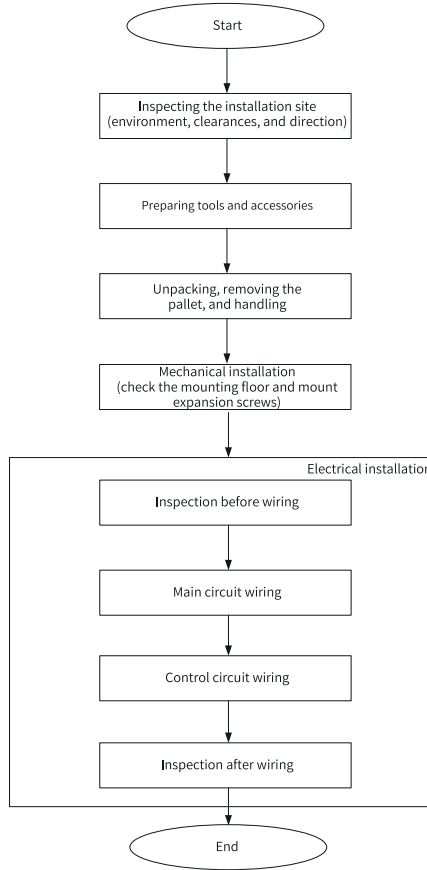 Start
Inspecting the installation site
(environment, clearances, and direction)
Preparing tools and accessories
Unpacking, removing the
pallet, and handling
Mechanical installation
(check the mounting floor and mount
expansion screws)
Electrical installation
Inspection before wiring
Main circuit wiring
Control circuit wiring
Inspection after wiring
End